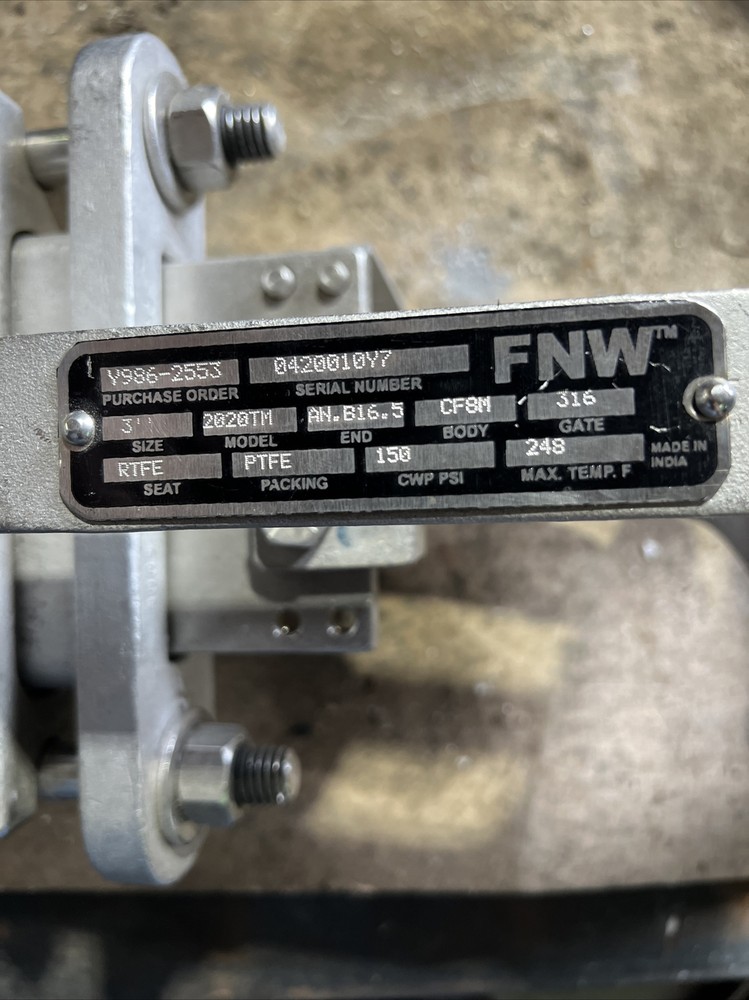 FNW™
Y986-2553 0420010Y7
PURCHASE ORDER SERIAL NUMBER
3" 2020TM AN.B16.5 CF8M 316
SIZE MODEL END BODY GATE
RTFE PTFE 150 248
SEAT PACKING CWP PSI MAX. TEMP. F
MADE IN
INDIA